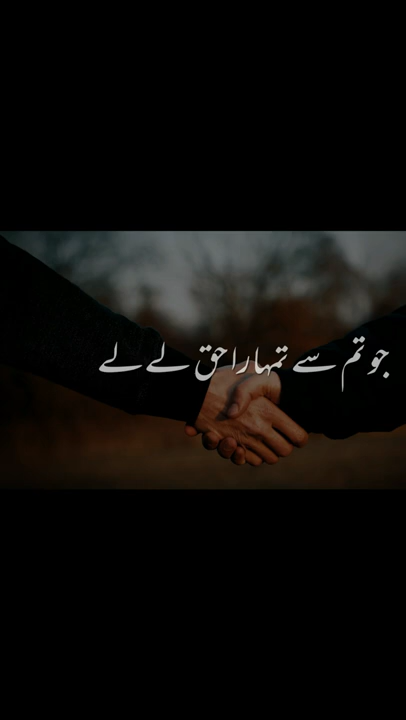 جو تم سے تمہارا حق لے لے